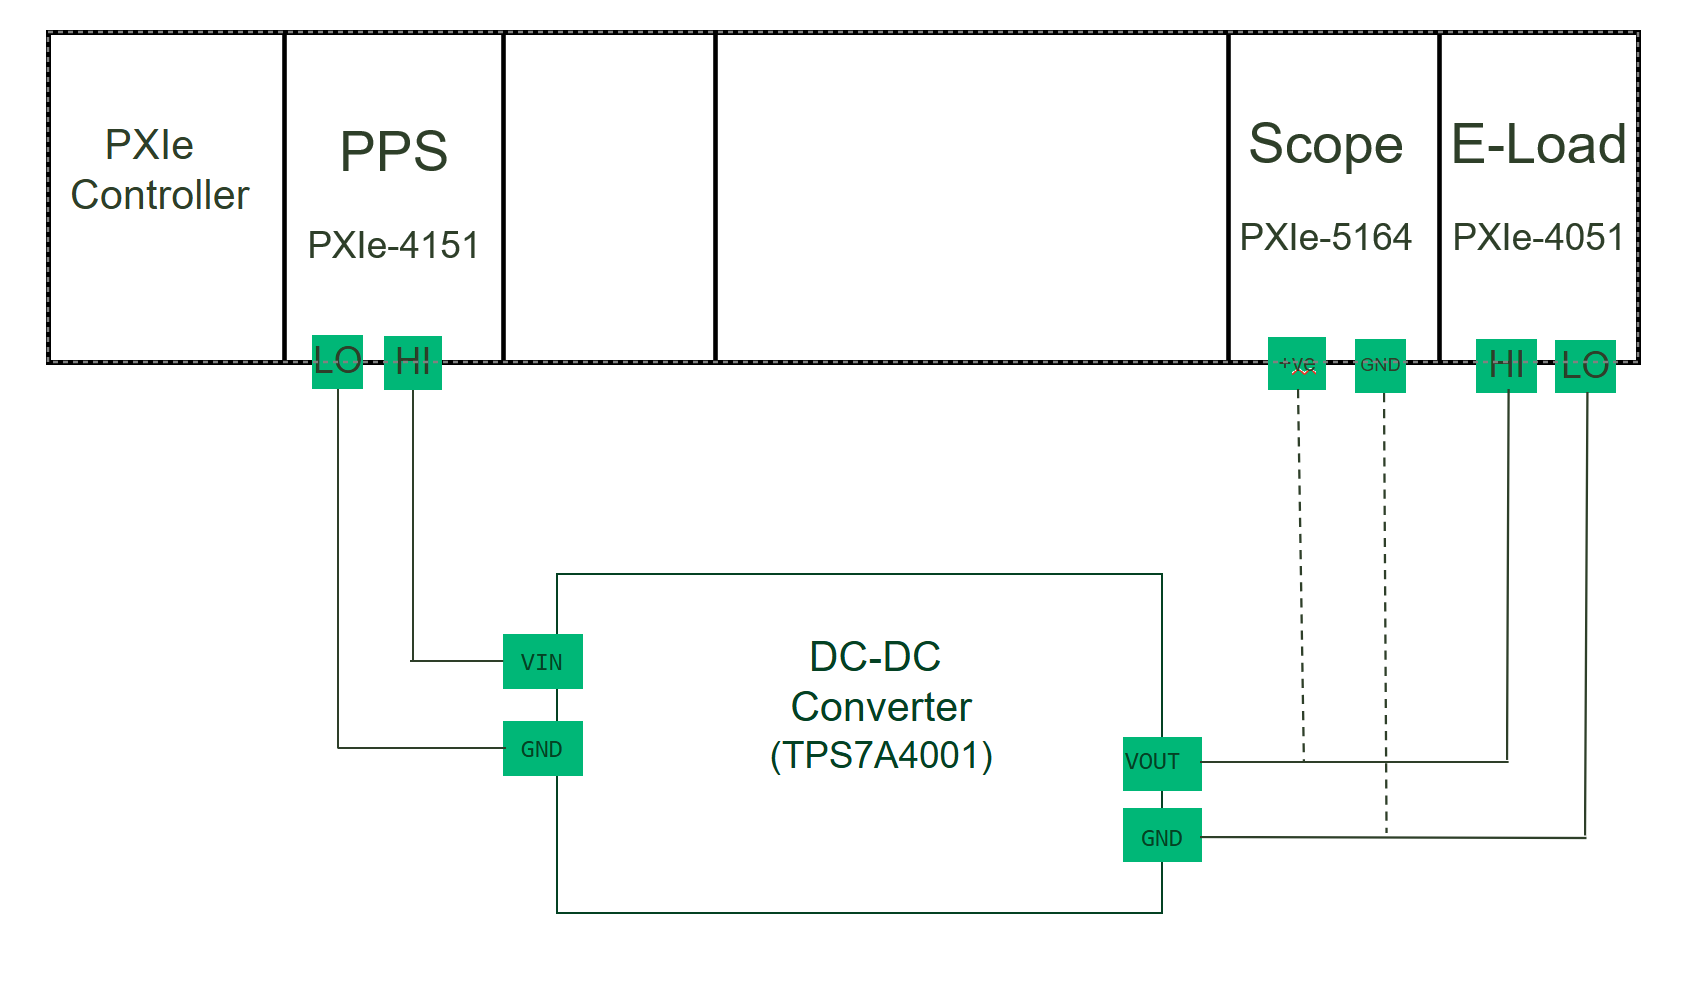 PXIe
Controller
PPS
PXIe-4151
Scope
PXIe-5164
E-Load
PXIe-4051
LO
HI
+ve
GND
HI
LO
VIN
GND
DC-DC
Converter
(TPS7A4001)
VOUT
GND